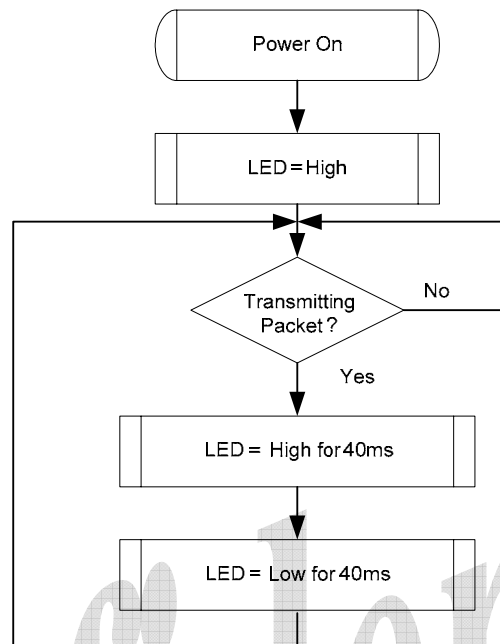 Power On
LED = High
Transmitting
Packet ?
No
Yes
LED = High for 40ms
LED = Low for 40ms